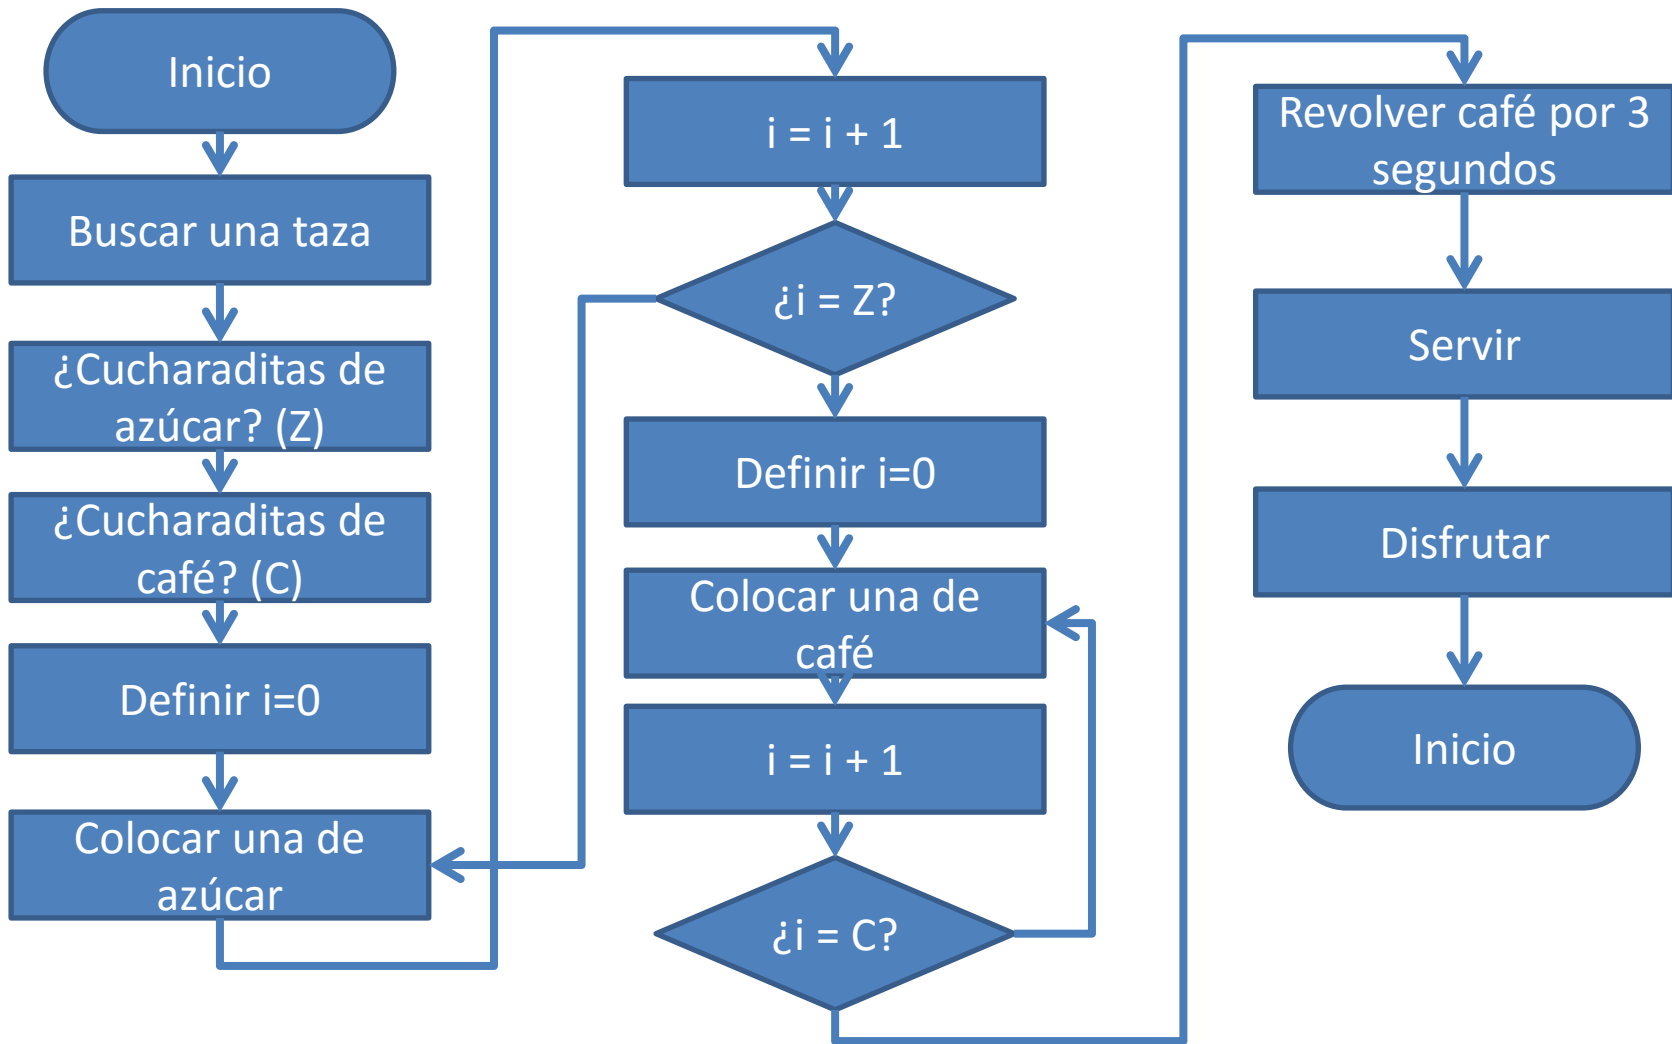 Inicio
Buscar una taza
¿Cucharaditas de
azúcar? (Z)
¿Cucharaditas de
café? (C)
Definir i=0
Colocar una de
azúcar
i = i + 1
¿i = Z?
Definir i=0
Colocar una de
café
i = i + 1
¿i = C?
Revolver café por 3
segundos
Servir
Disfrutar
Inicio